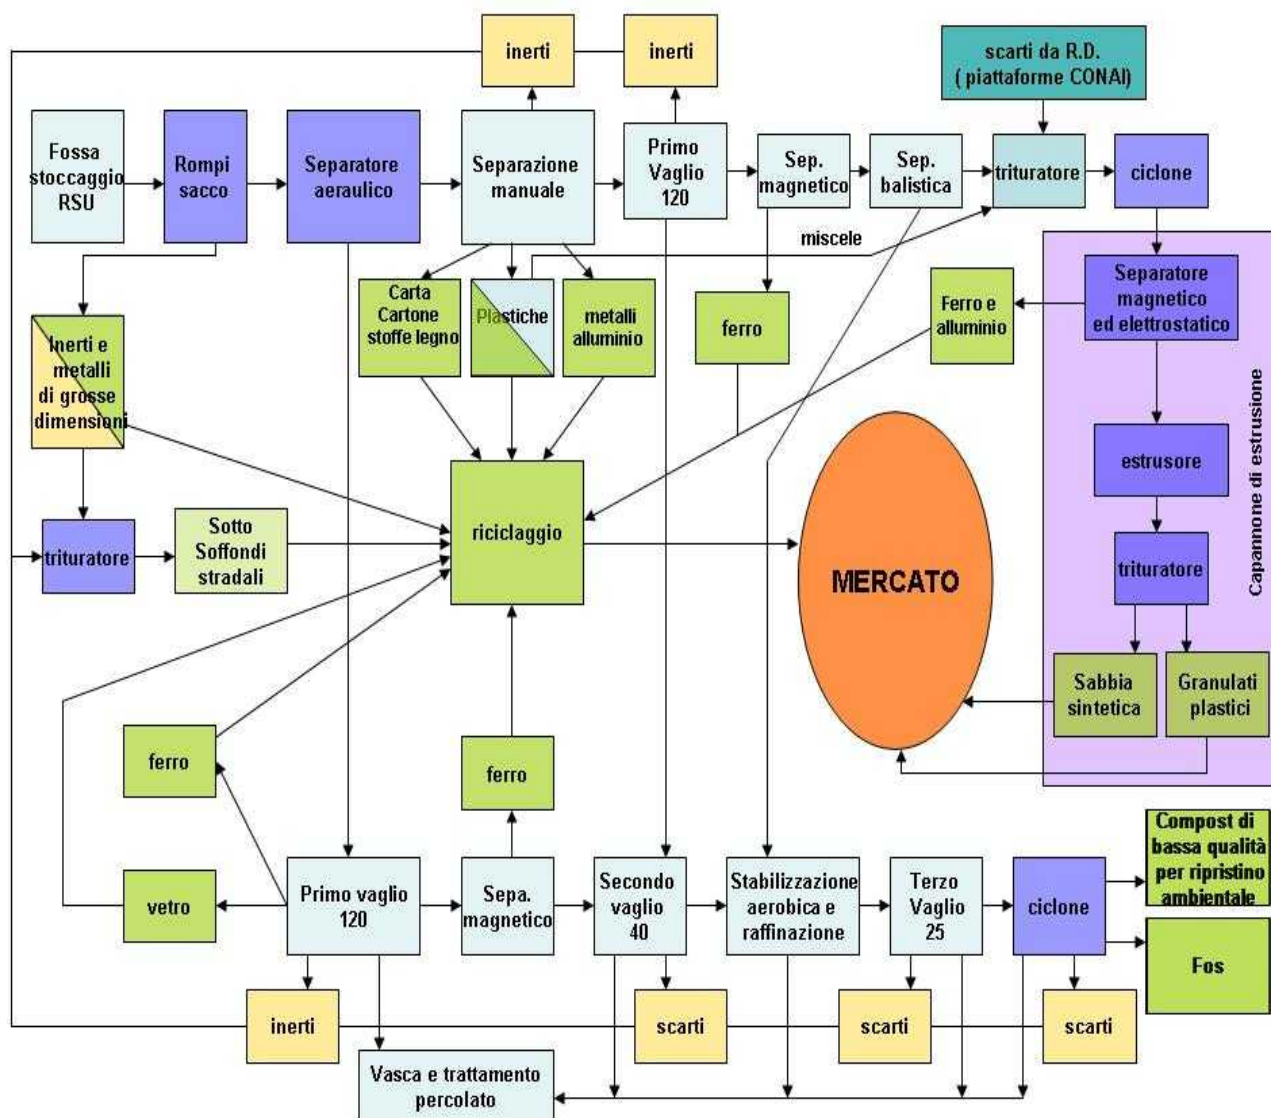 inerti
inerti
scarti da R.D.
( piattaforme CONAI)
Fossa
stoccaggio
RSU
Rompi
sacco
Separatore
aeraulico
Separazione
manuale
Primo
Vaglio
120
Sep.
magnetico
Sep.
balistica
trituratore
ciclone
miscele
Carta
Cartone
stoffe legno
Plastiche
metalli
alluminio
ferro
Ferro e
alluminio
Separatore
magnetico
ed elettrostatico
Inerti e
metalli
di grosse
dimensioni
estrusore
Capannone di estrusione
trituratore
Sotto
Soffondi
stradali
riciclaggio
MERCATO
trituratore
Sabbia
sintetica
Granulati
plastici
ferro
ferro
vetro
Primo vaglio
120
Sepa.
magnetico
Secondo
vaglio
40
Stabilizzazione
aerobica e
raffinazione
Terzo
Vaglio
25
ciclone
Compost di
bassa qualità
per ripristino
ambientale
Fos
inerti
scarti
scarti
scarti
Vasca e trattamento
percolato